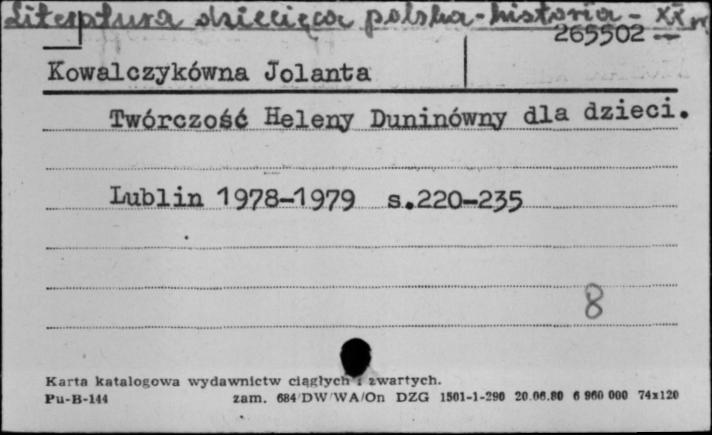 Literatura dziecięca polska - historia - XX w
265502
Kowalczykówna Jolanta
Twórczość Heleny Duninówny dla dzieci.
Lublin 1978-1979 s.220-235
8
Karta katalogowa wydawnictw ciągłych i zwartych.
Pu-B-144 zam. 684/DW/WA/On DZG 1501-1-290 20.06.80 6 960 000 74x120